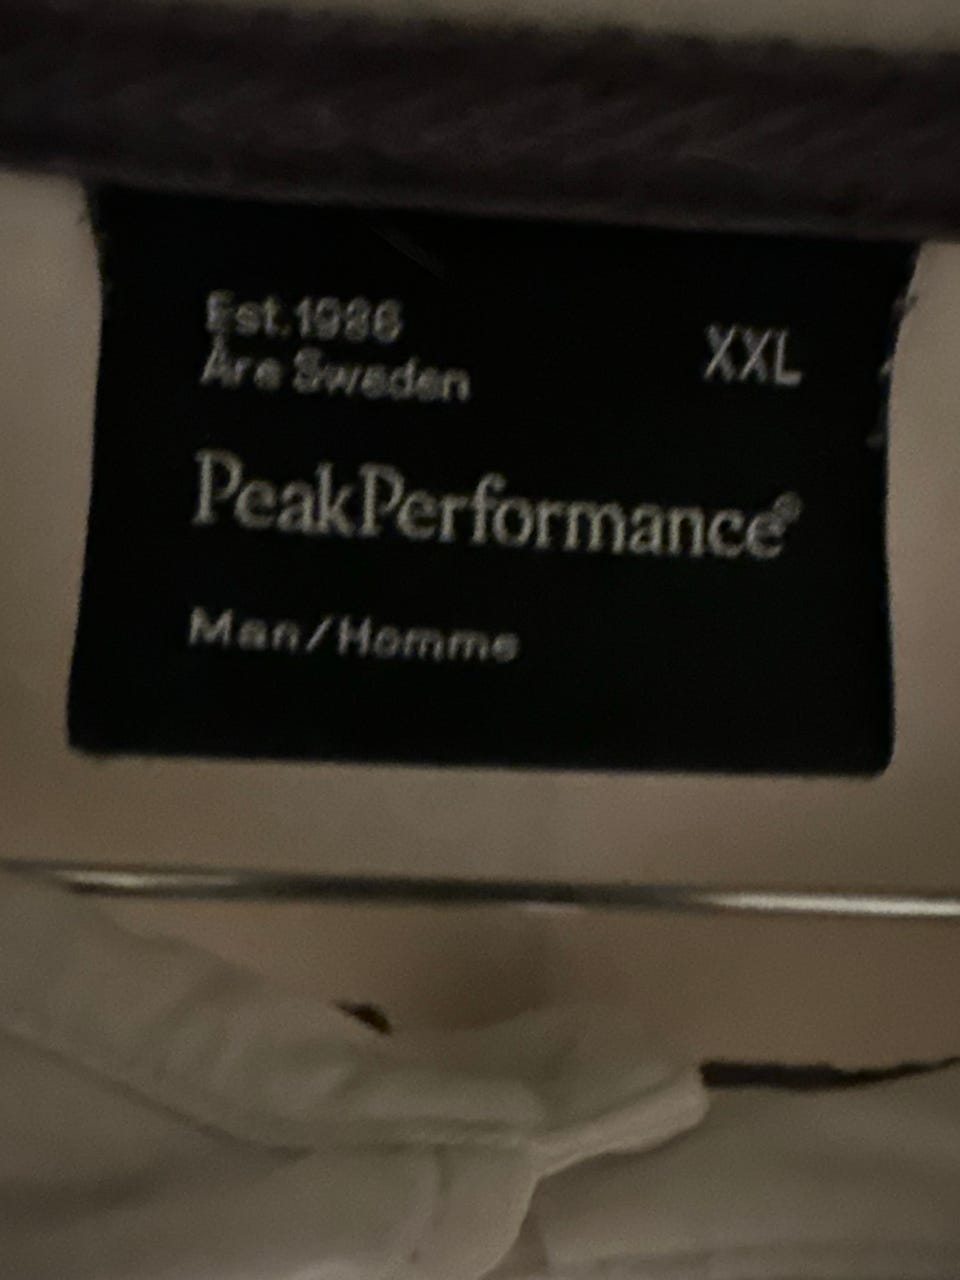 Est.1986
Åre Sweden
XXL
PeakPerformance®
Man/Homme